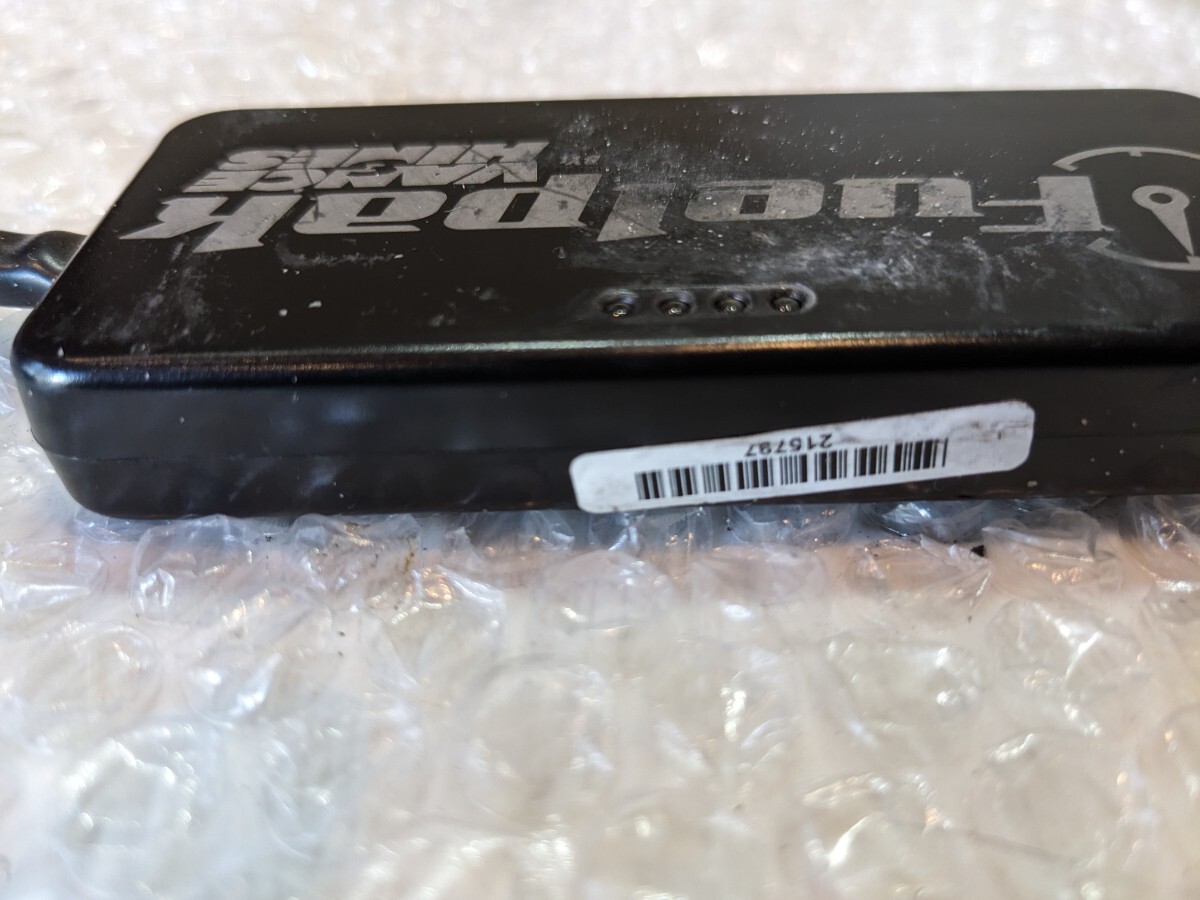 Fuelpak
VANCE
& HINES
215797